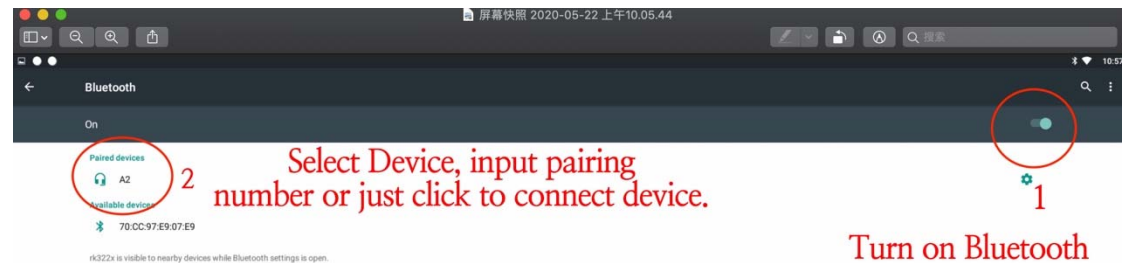 屏幕快照 2020-05-22 上午10.05.44
搜索
10:57
Bluetooth
On
Paired devices
A2
2
Select Device, input pairing
number or just click to connect device.
1
Available devices
70:CC:97:E9:07:E9
Turn on Bluetooth
rk322x is visible to nearby devices while Bluetooth settings is open.